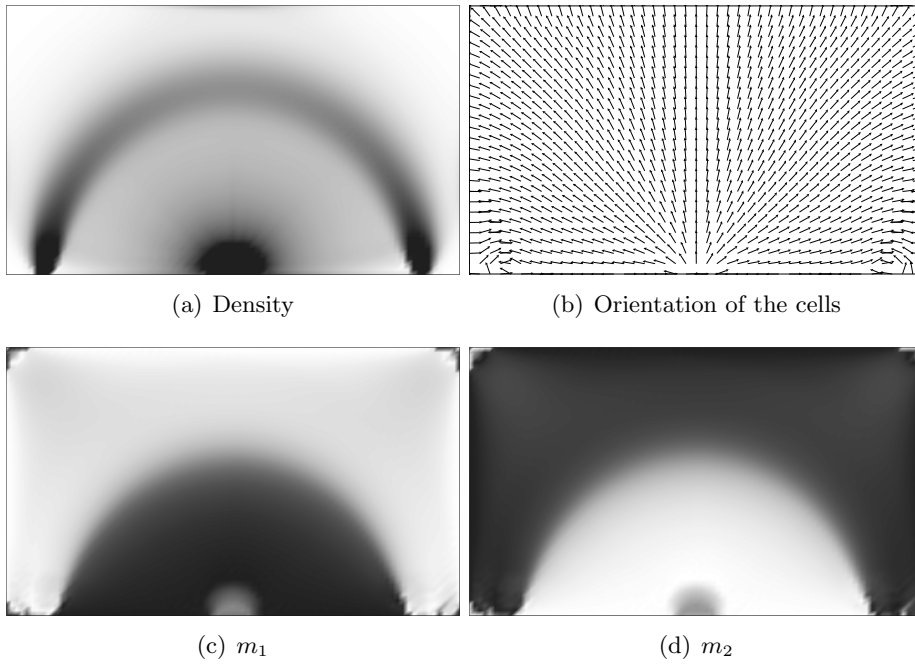 (a) Density
(b) Orientation of the cells
(c) m₁
(d) m₂